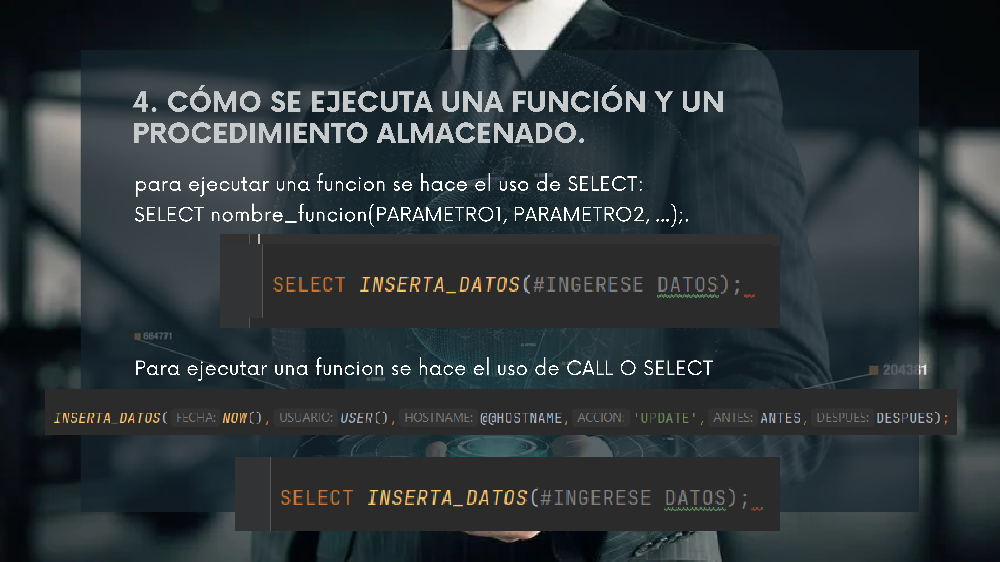 4. CÓMO SE EJECUTA UNA FUNCIÓN Y UN
PROCEDIMIENTO ALMACENADO.
para ejecutar una funcion se hace el uso de SELECT:
SELECT nombre_funcion(PARAMETRO1, PARAMETRO2, ...);.
SELECT INSERTA_DATOS(#INGERESE DATOS);
664771
Para ejecutar una funcion se hace el uso de CALL O SELECT
204381
INSERTA_DATOS( FECHA: NOW(), USUARIO: USER(), HOSTNAME: @@HOSTNAME, ACCION: 'UPDATE', ANTES: ANTES, DESPUES: DESPUES);
SELECT INSERTA_DATOS(#INGERESE DATOS);